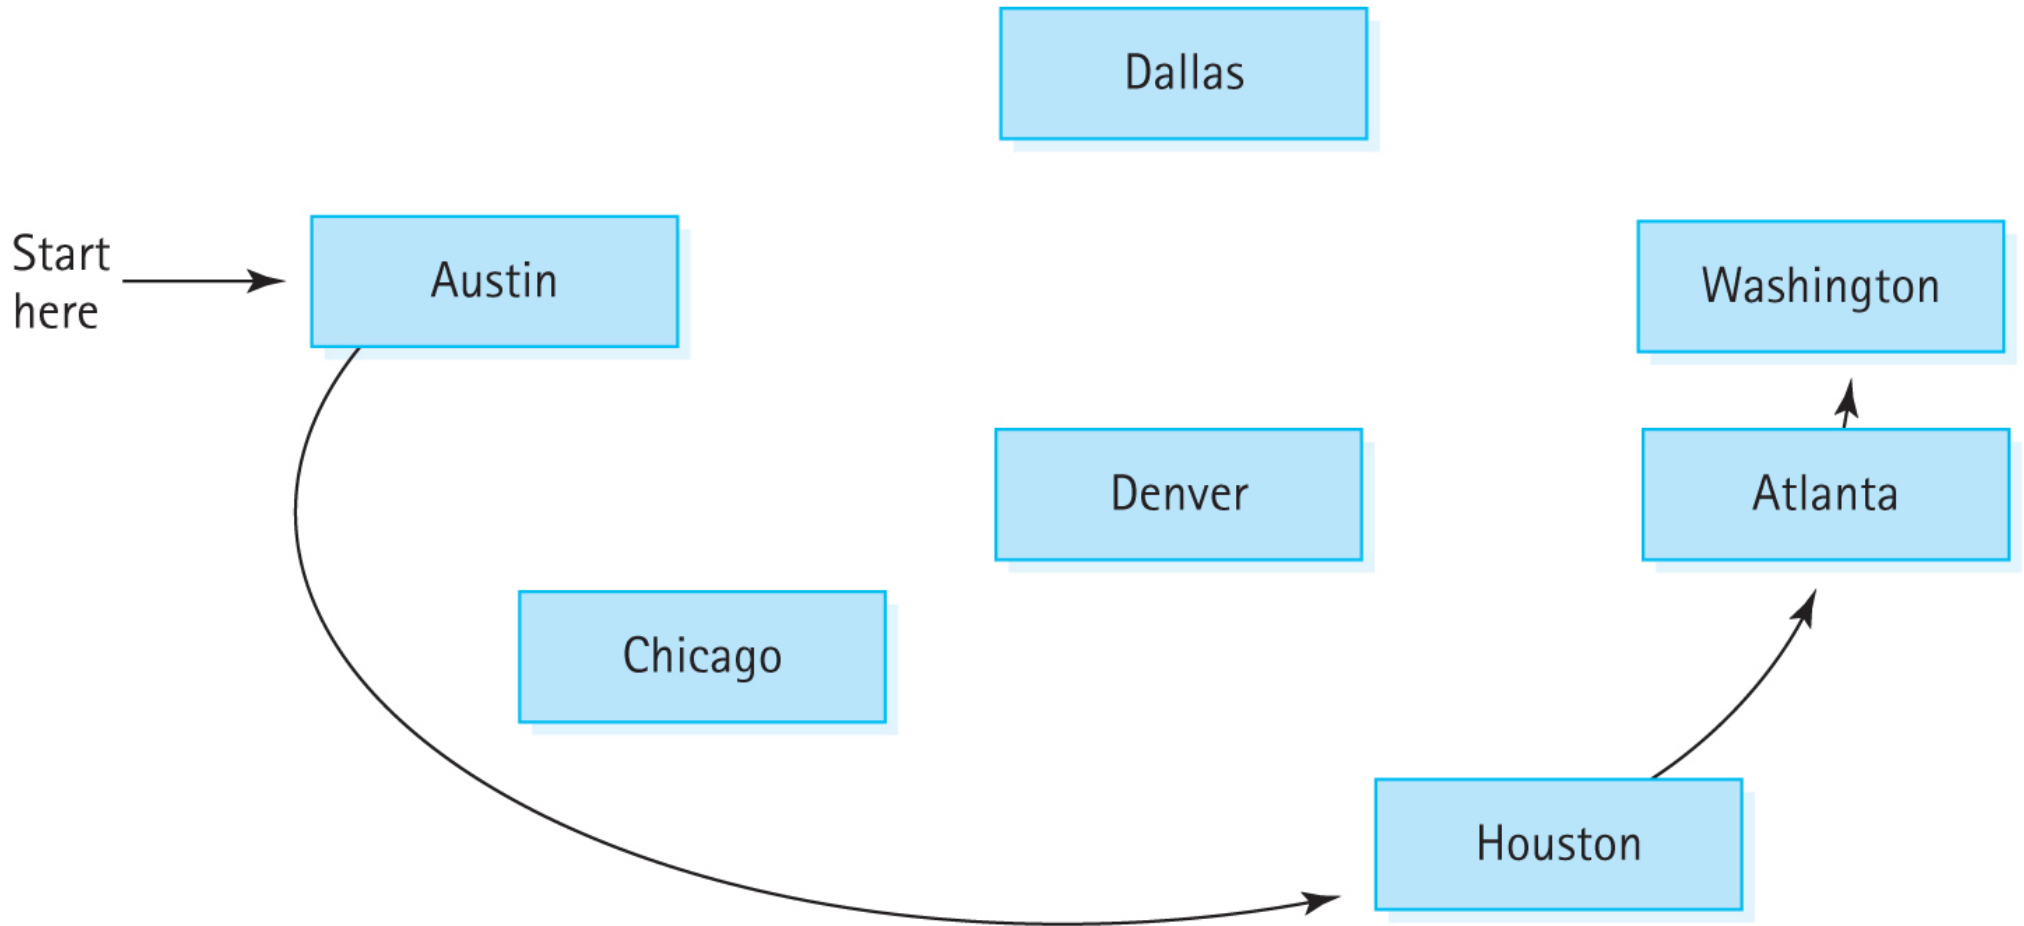 Dallas
Start
here
Austin
Washington
Denver
Atlanta
Chicago
Houston